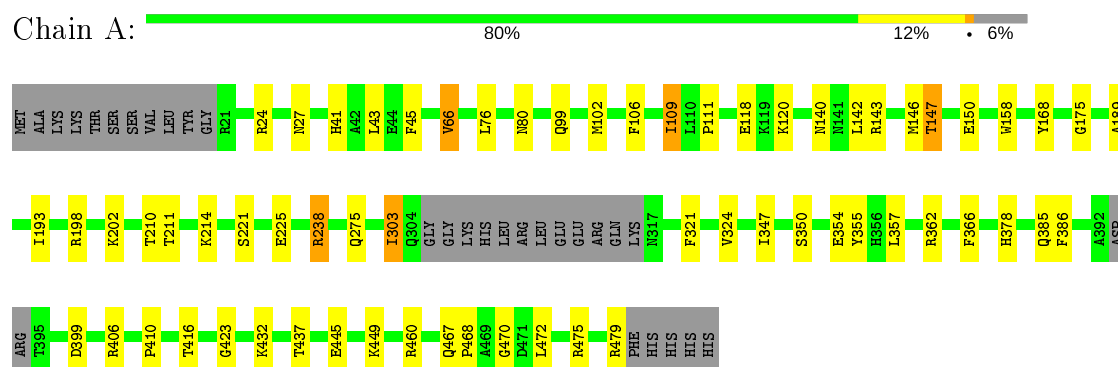 Chain A:
80% 12% • 6%
MET ALA LYS LYS THR SER SER VAL LEU TYR GLY R21 R24 N27 H41 A42 L43 E44 F45 V66 L76 N80 Q99 M102 F106 I109 L110 P111 E118 K119 K120 N140 N141 L142 R143 M146 T147 E150 W158 Y168 G175
I193 R198 K202 T210 T211 K214 S221 E225 R238 Q275 I303 Q304 GLY GLY LYS HIS LEU ARG LEU GLU GLU ARG GLN LYS N317 F321 V324 I347 S350 E354 Y355 H356 L357 R362 F366 H378 Q385 F386 A392
ARG T395 D399 R406 P410 T416 G423 K432 T437 E445 K449 R460 Q467 P468 A469 G470 D471 L472 R475 R479 PHE HIS HIS HIS HIS